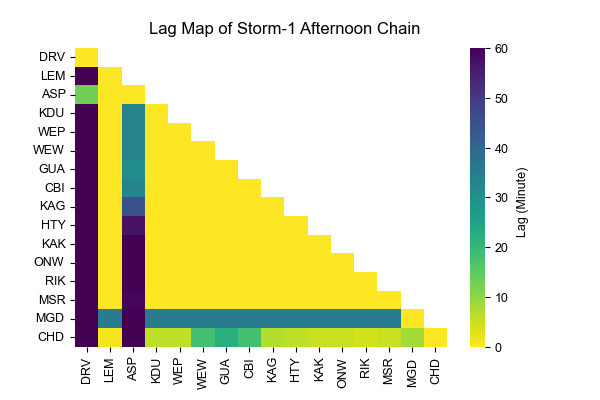 Lag Map of Storm-1 Afternoon Chain
DRV
LEM
ASP
KDU
WEP
WEW
GUA
CBI
KAG
HTY
KAK
ONW
RIK
MSR
MGD
CHD
DRV LEM ASP KDU WEP WEW GUA CBI KAG HTY KAK ONW RIK MSR MGD CHD
60
50
40
30
20
10
0
Lag (Minute)